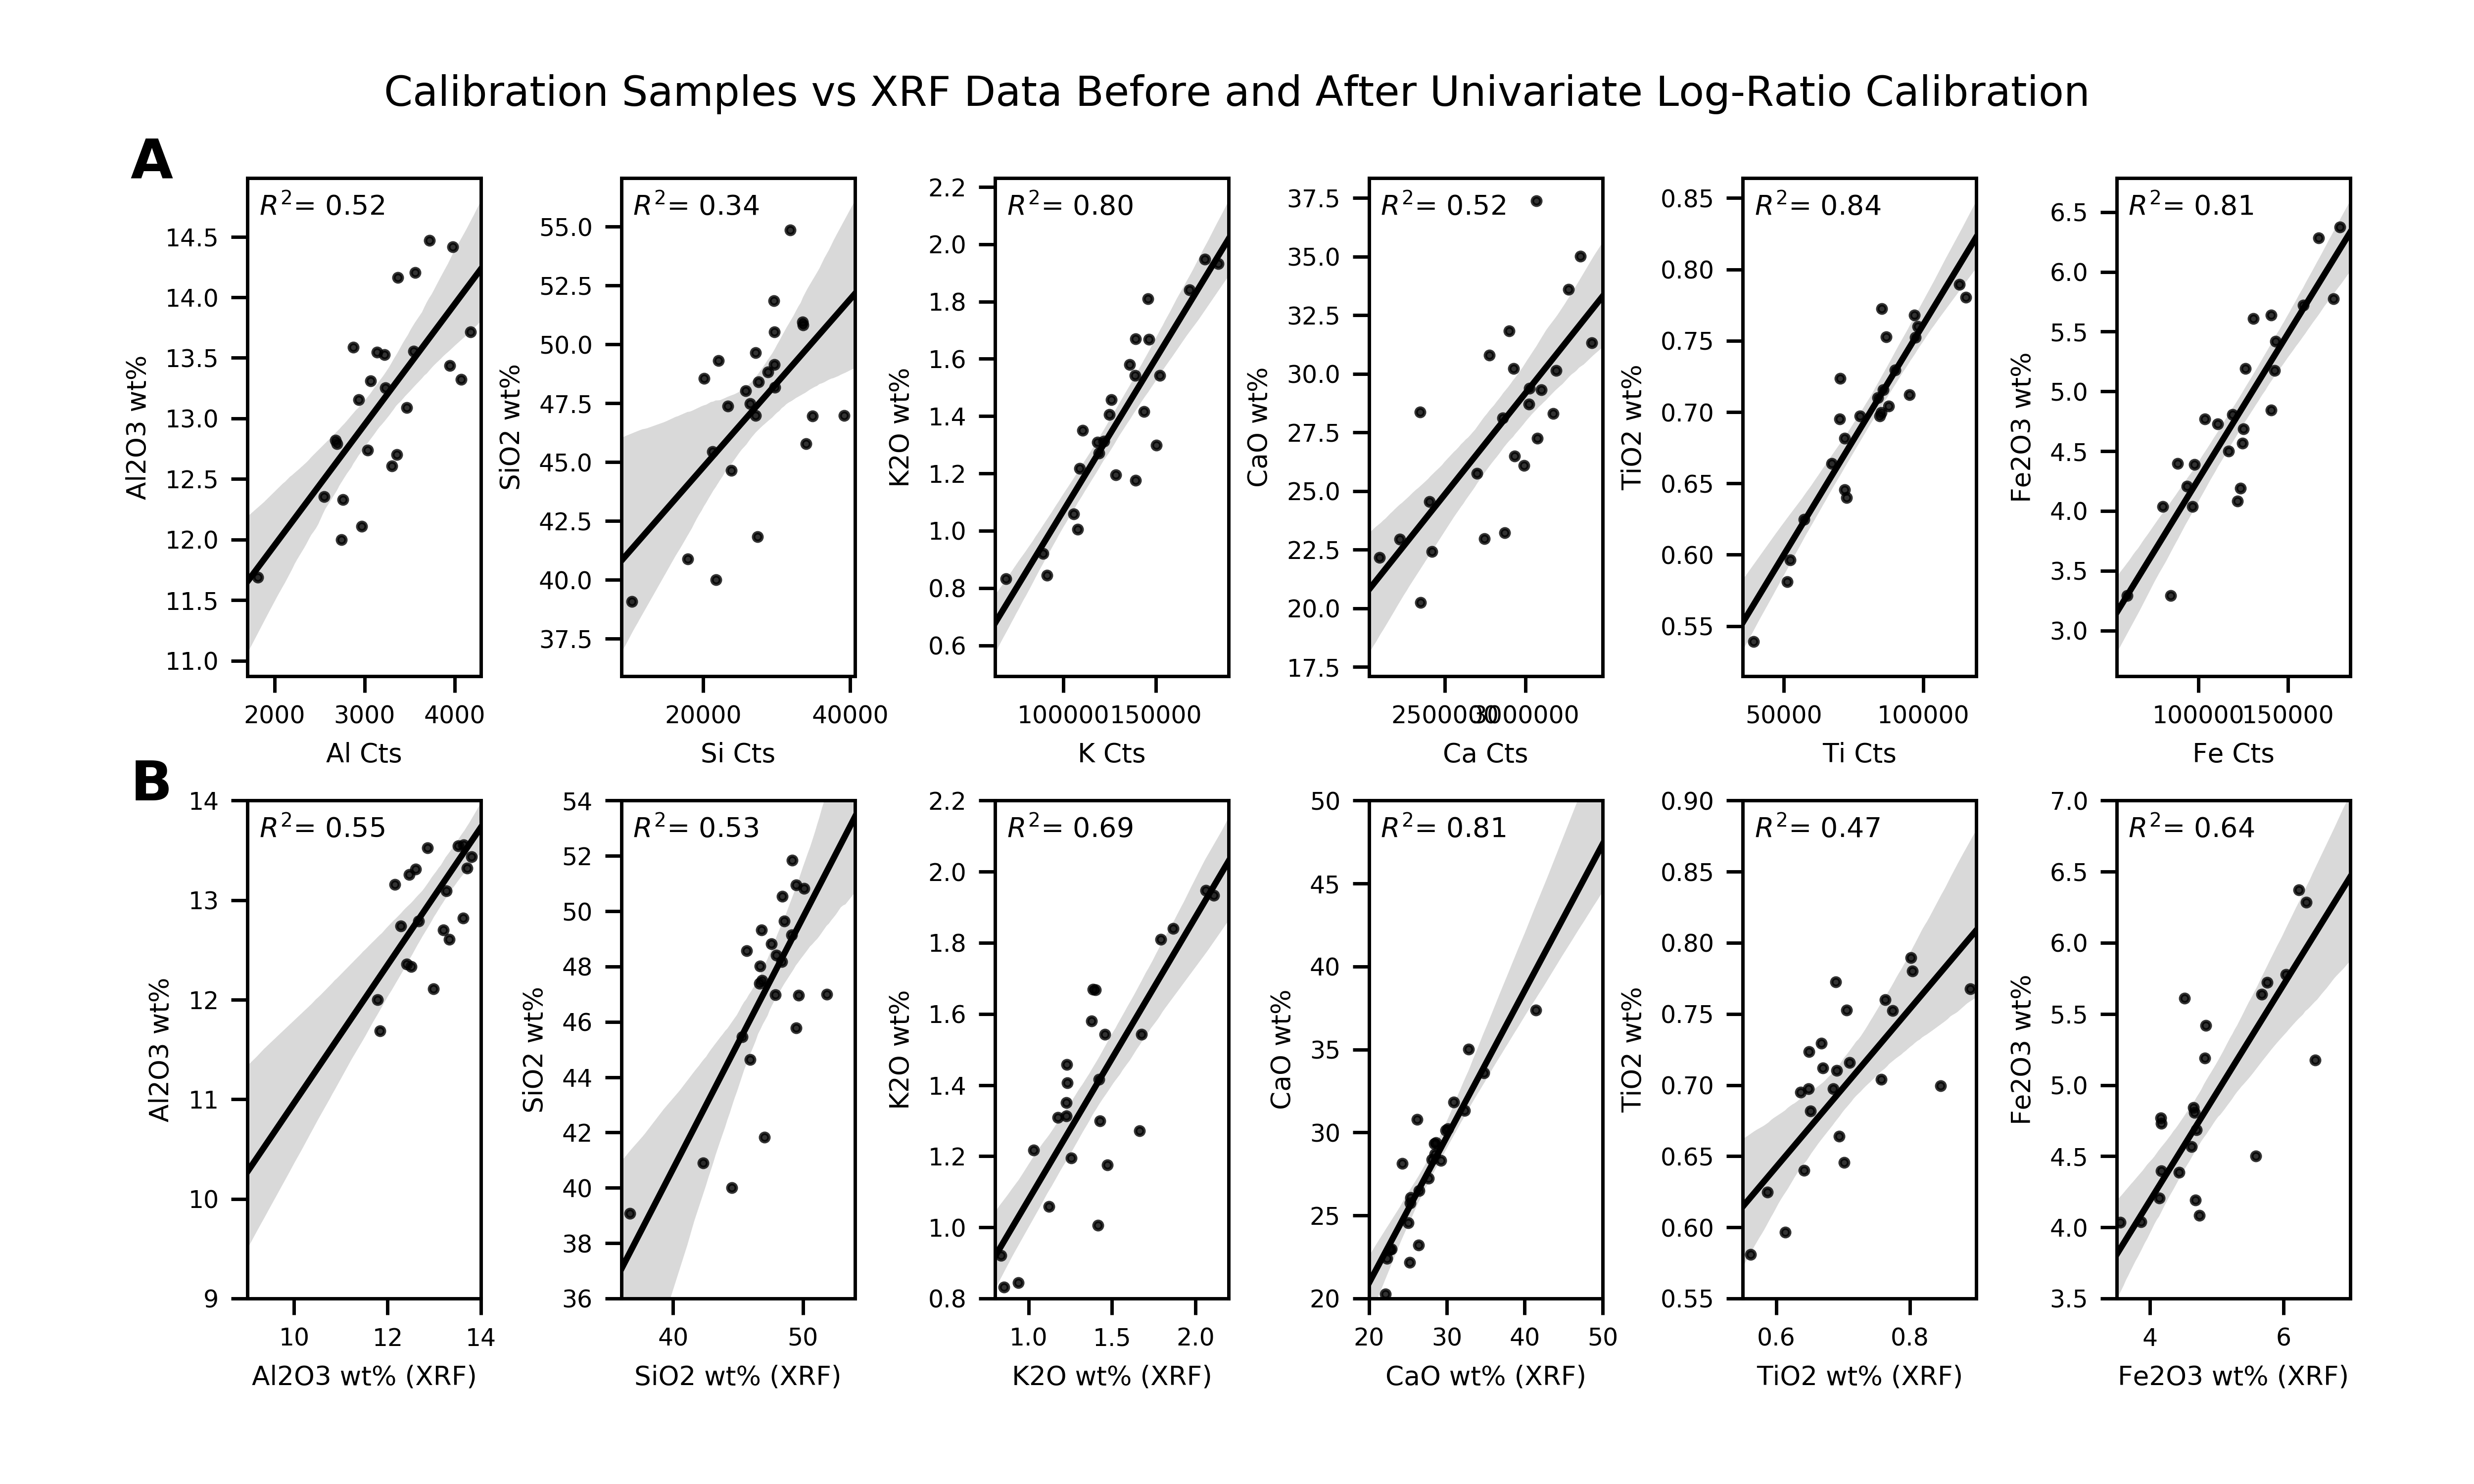 Calibration Samples vs XRF Data Before and After Univariate Log-Ratio Calibration
A
R²= 0.52
Al2O3 wt%
14.5
14.0
13.5
13.0
12.5
12.0
11.5
11.0
2000 3000 4000
Al Cts
R²= 0.34
SiO2 wt%
55.0
52.5
50.0
47.5
45.0
42.5
40.0
37.5
20000 40000
Si Cts
R²= 0.80
K2O wt%
2.2
2.0
1.8
1.6
1.4
1.2
1.0
0.8
0.6
100000 150000
K Cts
R²= 0.52
CaO wt%
37.5
35.0
32.5
30.0
27.5
25.0
22.5
20.0
17.5
2500000 3000000
Ca Cts
R²= 0.84
TiO2 wt%
0.85
0.80
0.75
0.70
0.65
0.60
0.55
50000 100000
Ti Cts
R²= 0.81
Fe2O3 wt%
6.5
6.0
5.5
5.0
4.5
4.0
3.5
3.0
100000 150000
Fe Cts
B
R²= 0.55
Al2O3 wt%
14
13
12
11
10
9
10 12 14
Al2O3 wt% (XRF)
R²= 0.53
SiO2 wt%
54
52
50
48
46
44
42
40
38
36
40 50
SiO2 wt% (XRF)
R²= 0.69
K2O wt%
2.2
2.0
1.8
1.6
1.4
1.2
1.0
0.8
1.0 1.5 2.0
K2O wt% (XRF)
R²= 0.81
CaO wt%
50
45
40
35
30
25
20
20 30 40 50
CaO wt% (XRF)
R²= 0.47
TiO2 wt%
0.90
0.85
0.80
0.75
0.70
0.65
0.60
0.55
0.6 0.8
TiO2 wt% (XRF)
R²= 0.64
Fe2O3 wt%
7.0
6.5
6.0
5.5
5.0
4.5
4.0
3.5
4 6
Fe2O3 wt% (XRF)